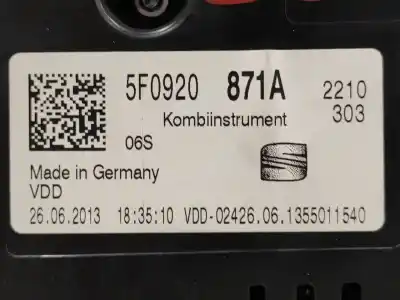 5F0920 871A 2210
Kombiinstrument 303
06S
Made in Germany
VDD
26.06.2013 18:35:10 VDD-02426.06.1355011540